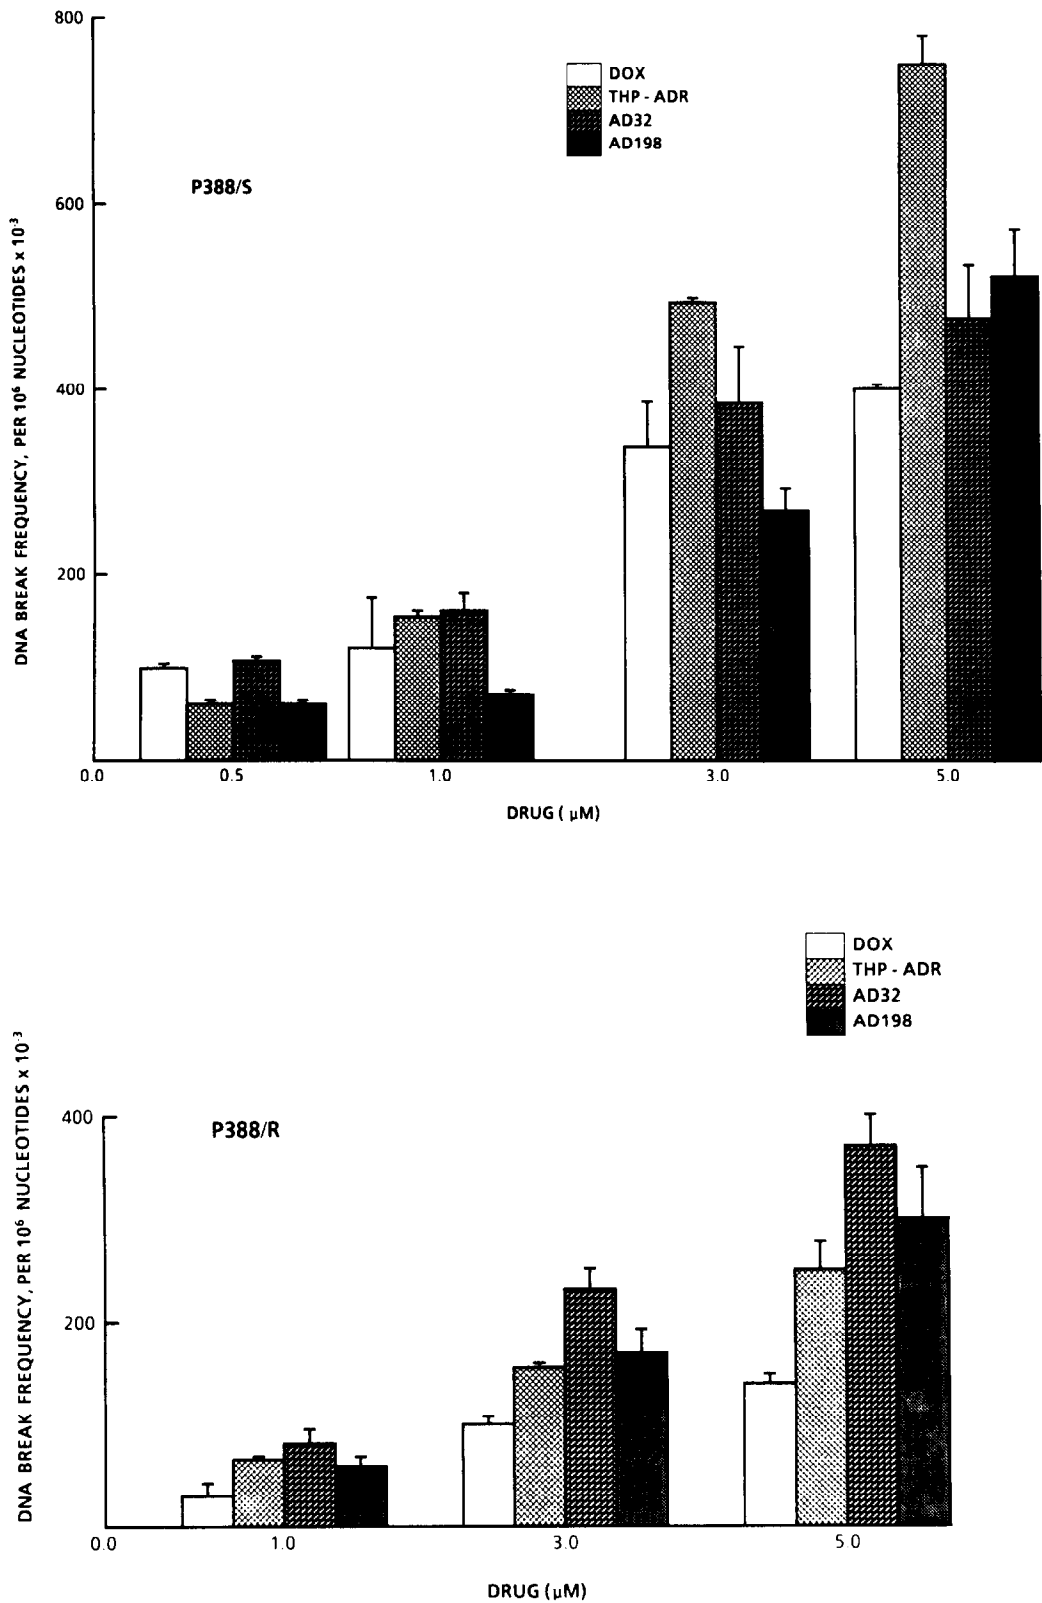 800
DOX
THP - ADR
AD32
AD198
P388/S
600
400
200
DNA BREAK FREQUENCY, PER 10⁶ NUCLEOTIDES x 10⁻³
0.0 0.5 1.0 3.0 5.0
DRUG ( µM)
DOX
THP - ADR
AD32
AD198
400
P388/R
200
DNA BREAK FREQUENCY, PER 10⁶ NUCLEOTIDES x 10⁻³
0.0 1.0 3.0 5.0
DRUG (µM)